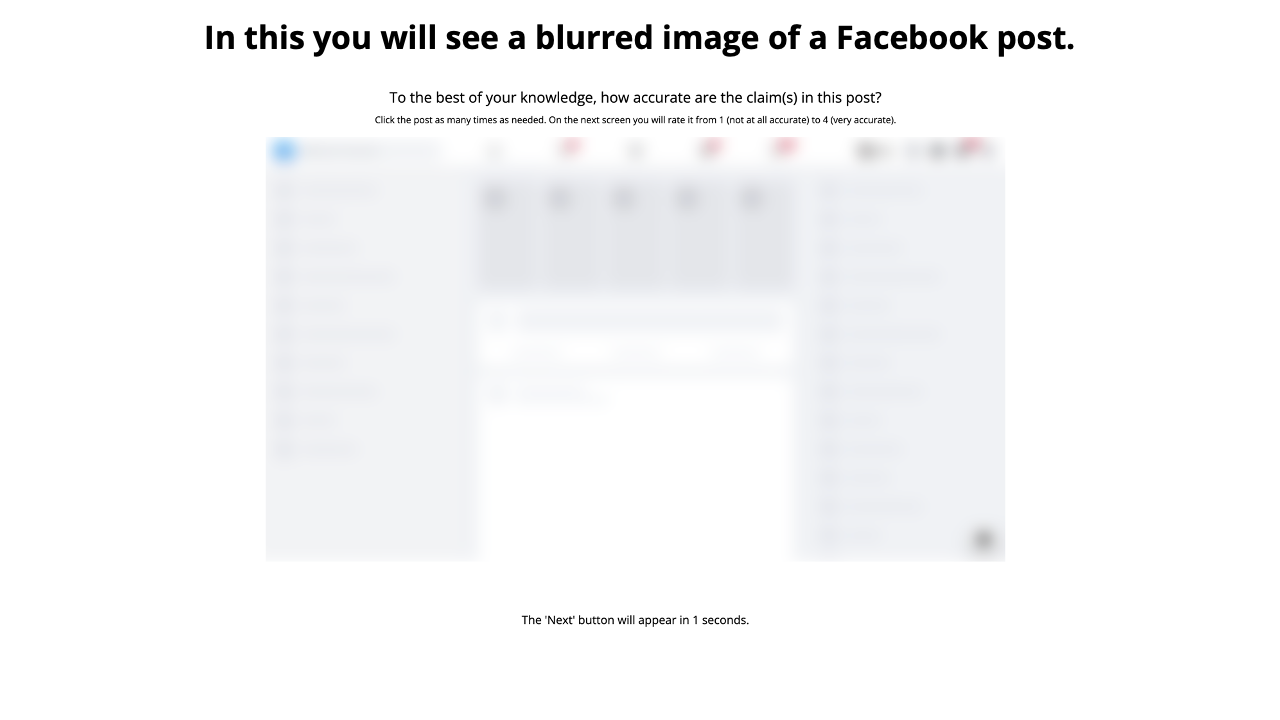 In this you will see a blurred image of a Facebook post.
To the best of your knowledge, how accurate are the claim(s) in this post?
Click the post as many times as needed. On the next screen you will rate it from 1 (not at all accurate) to 4 (very accurate).
The 'Next' button will appear in 1 seconds.